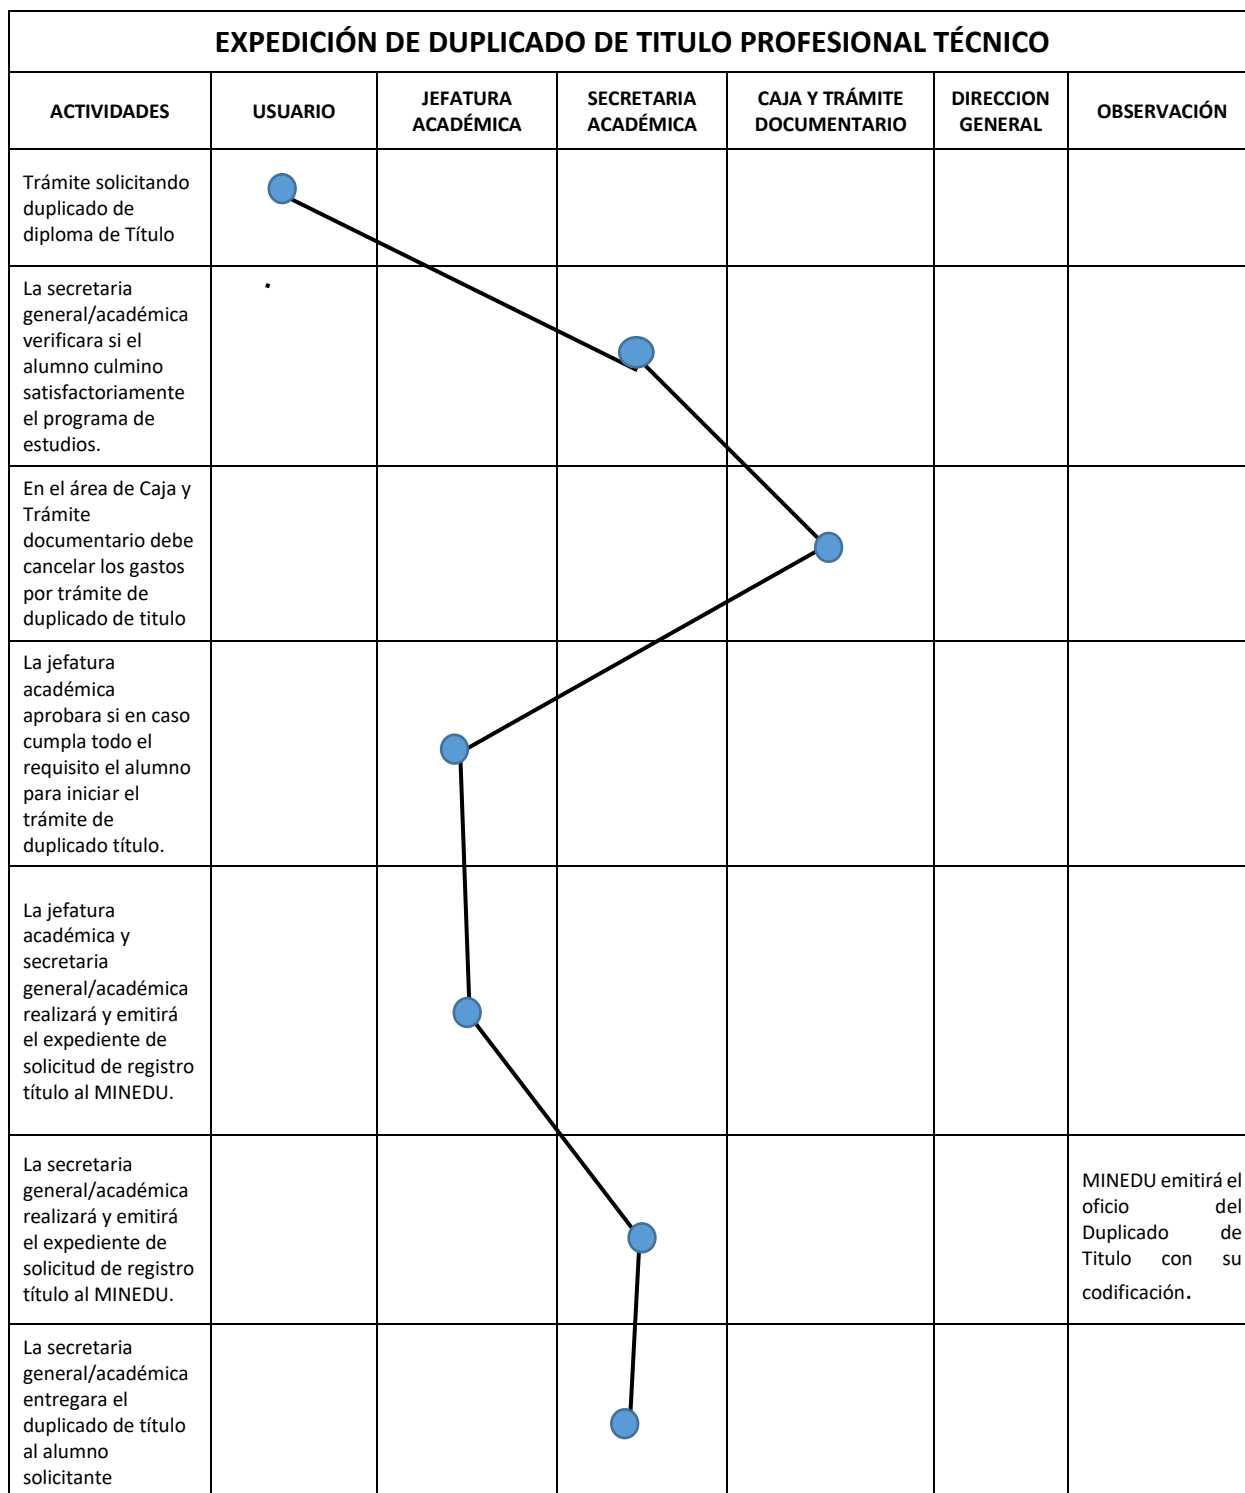 EXPEDICIÓN DE DUPLICADO DE TITULO PROFESIONAL TÉCNICO
ACTIVIDADES
USUARIO
JEFATURA
ACADÉMICA
SECRETARIA
ACADÉMICA
CAJA Y TRÁMITE
DOCUMENTARIO
DIRECCION
GENERAL
OBSERVACIÓN
Trámite solicitando
duplicado de
diploma de Título
La secretaria
general/académica
verificara si el
alumno culmino
satisfactoriamente
el programa de
estudios.
.
En el área de Caja y
Trámite
documentario debe
cancelar los gastos
por trámite de
duplicado de titulo
La jefatura
académica
aprobara si en caso
cumpla todo el
requisito el alumno
para iniciar el
trámite de
duplicado título.
La jefatura
académica y
secretaria
general/académica
realizará y emitirá
el expediente de
solicitud de registro
título al MINEDU.
La secretaria
general/académica
realizará y emitirá
el expediente de
solicitud de registro
título al MINEDU.
MINEDU emitirá el
oficio del
Duplicado de
Titulo con su
codificación.
La secretaria
general/académica
entregara el
duplicado de título
al alumno
solicitante